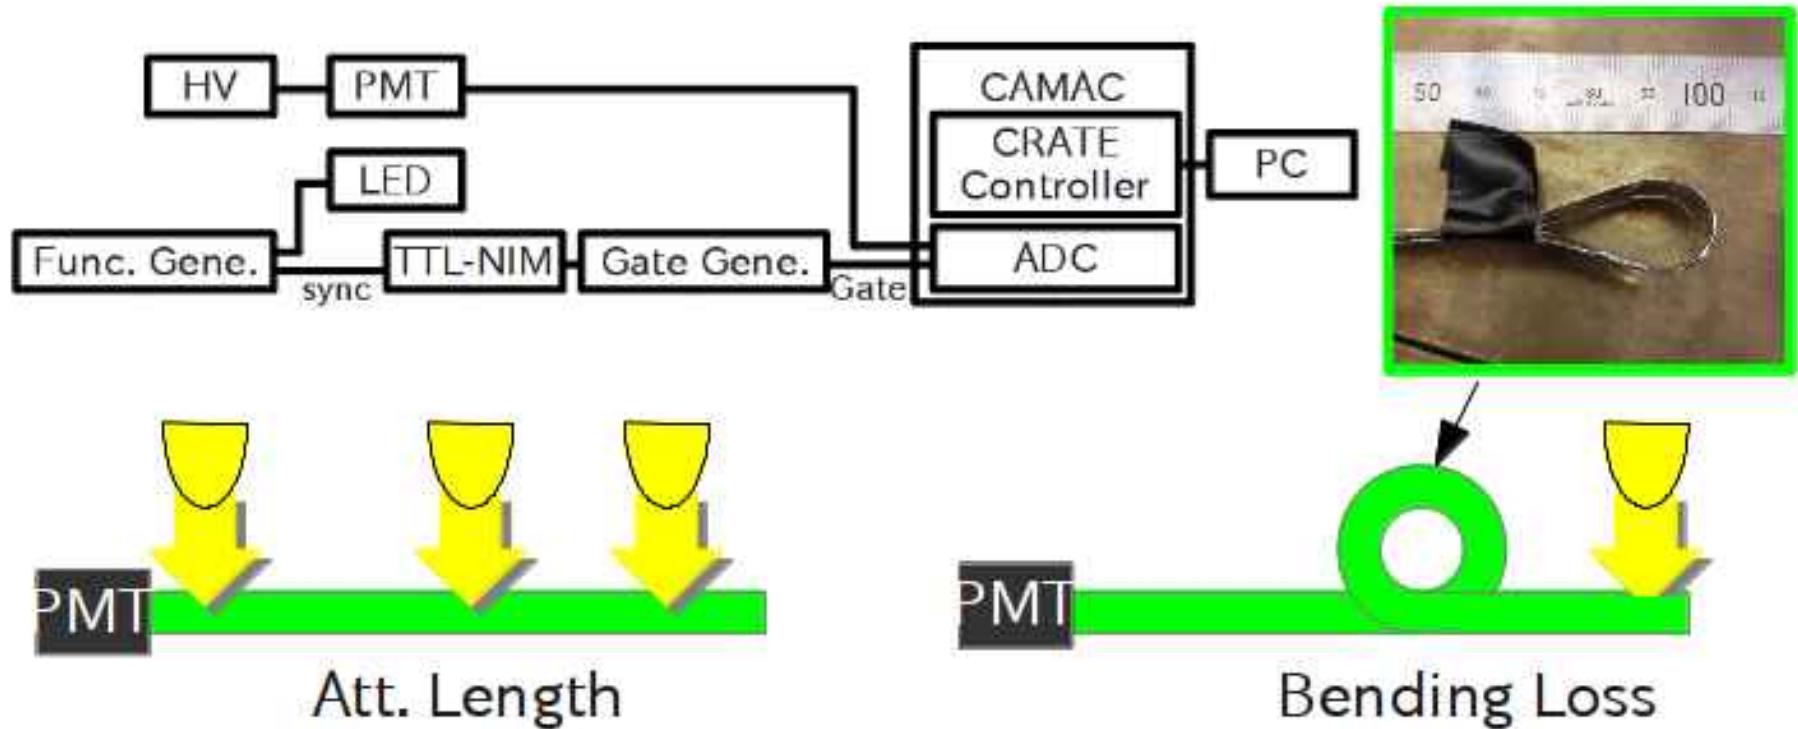 HV
PMT
CAMAC
CRATE
Controller
PC
LED
Func. Gene.
sync
TTL-NIM
Gate Gene.
Gate
ADC
50
100
PMT
Att. Length
PMT
Bending Loss